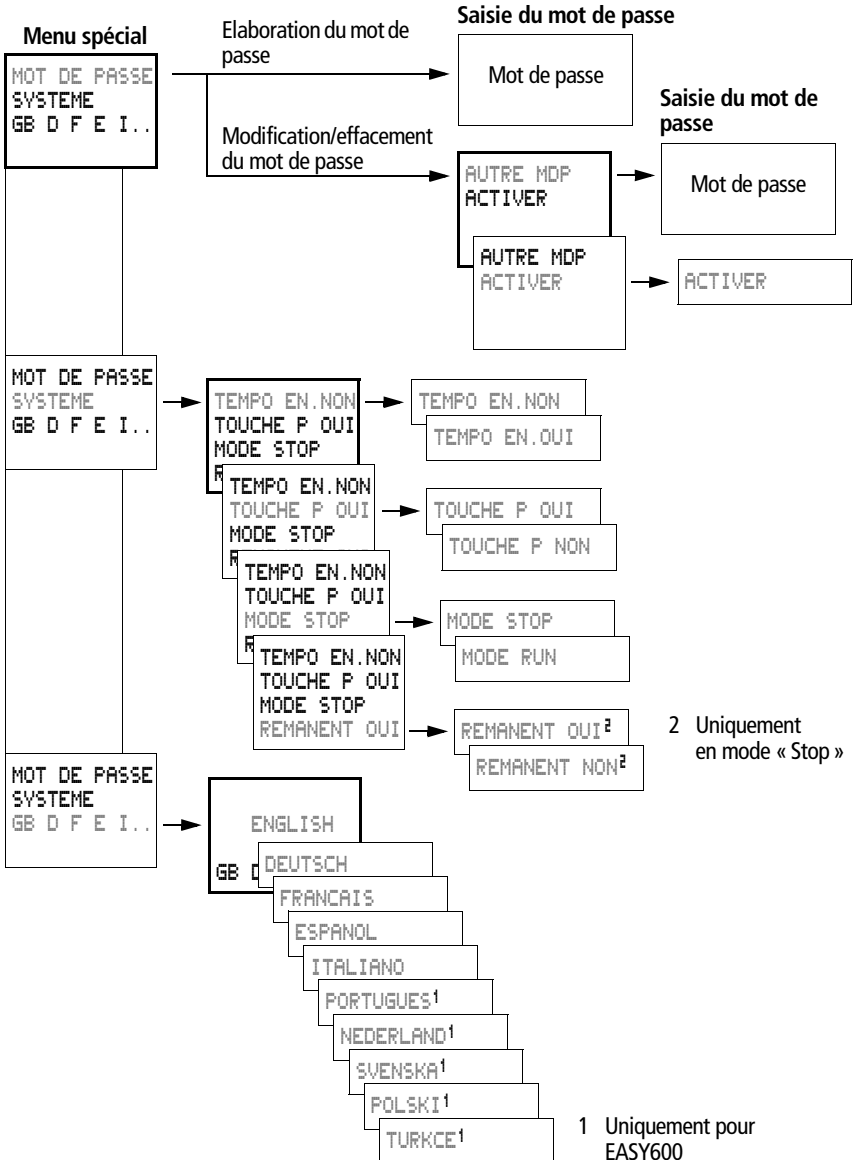 Menu spécial
Elaboration du mot de
passe
Saisie du mot de passe
MOT DE PASSE
SYSTEME
GB D F E I..
Mot de passe
Modification/effacement
du mot de passe
Saisie du mot de
passe
AUTRE MDP
ACTIVER
Mot de passe
AUTRE MDP
ACTIVER
ACTIVER
MOT DE PASSE
SYSTEME
GB D F E I..
TEMPO EN.NON
TOUCHE P OUI
MODE STOP
R
TEMPO EN.NON
TEMPO EN.OUI
TEMPO EN.NON
TOUCHE P OUI
MODE STOP
R
TOUCHE P OUI
TOUCHE P NON
TEMPO EN.NON
TOUCHE P OUI
MODE STOP
R
MODE STOP
MODE RUN
TEMPO EN.NON
TOUCHE P OUI
MODE STOP
REMANENT OUI
REMANENT OUI²
REMANENT NON²
2 Uniquement
en mode « Stop »
MOT DE PASSE
SYSTEME
GB D F E I..
ENGLISH
GB D
DEUTSCH
FRANCAIS
ESPANOL
ITALIANO
PORTUGUES¹
NEDERLAND¹
SVENSKA¹
POLSKI¹
TURKCE¹
1 Uniquement pour
EASY600